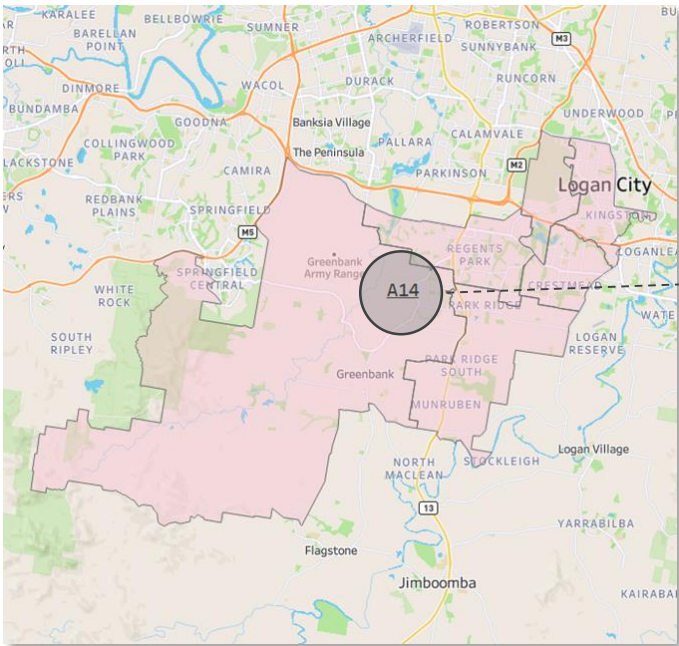 KARALEE
BELLBOWRIE
SUMNER
ROBERTSON
BARELLAN
POINT
ARCHERFIELD
SUNNYBANK
M3
DINMORE
WACOL
DURACK
RUNCORN
BUNDAMBA
GOODNA
Banksia Village
UNDERWOOD
COLLINGWOOD
PARK
PALLARA
CALAMVALE
The Peninsula
CAMIRA
PARKINSON
M2
Logan City
REDBANK
PLAINS
SPRINGFIELD
M5
KINGSTON
REGENTS
PARK
Greenbank
Army Range
SPRINGFIELD
CENTRAL
WHITE
ROCK
A14
CRESTMEAD
PARK RIDGE
SOUTH
RIPLEY
LOGAN
RESERVE
PARK RIDGE
SOUTH
Greenbank
MUNRUBEN
Logan Village
NORTH
MACLEAN
STOCKLEIGH
13
YARRABILBA
Flagstone
Jimboomba